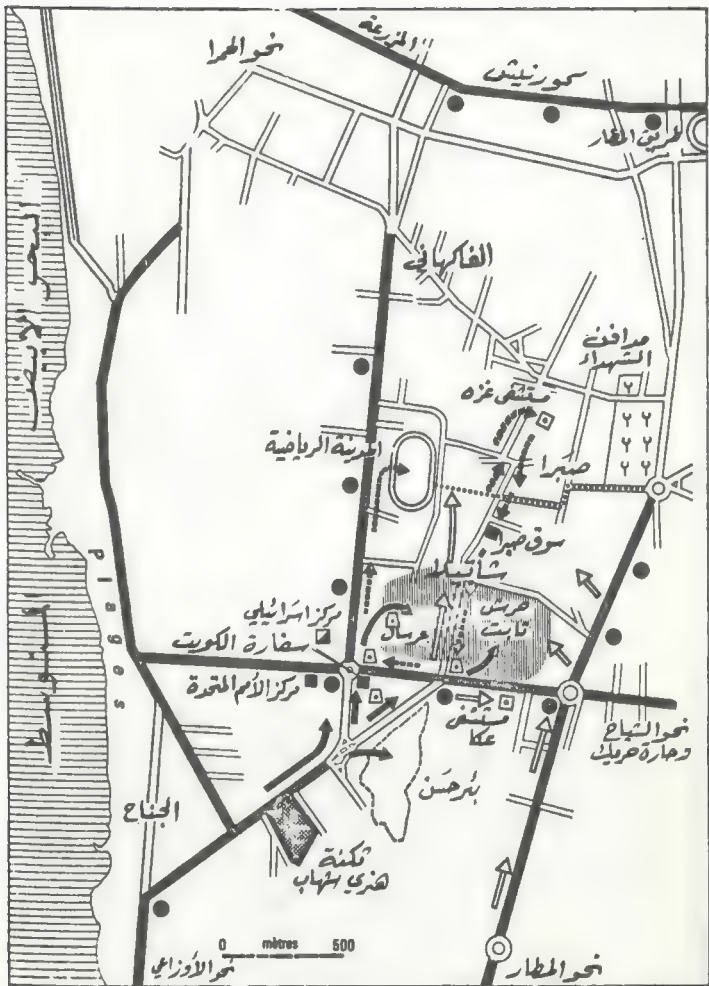 المزرعة
نحو الحمرا
كورنيش
طريق المطار
البحر الأبيض
المتوسط
الفاكهاني
مدافن
الشهداء
مستشفى غزه
المدينة الرياضية
صبرا
سوق صبرا
شاتيلا
حرش
ثابت
عرسال
مركز اسرائيلي
سفارة الكويت
مركز الأمم المتحدة
Plages
مستشفى
عكا
نحو الشياح
وحارة حريك
بئر حسن
الجناح
ثكنة
هنري شهاب
0 mètres 500
نحو الأوزاعي
نحو المطار